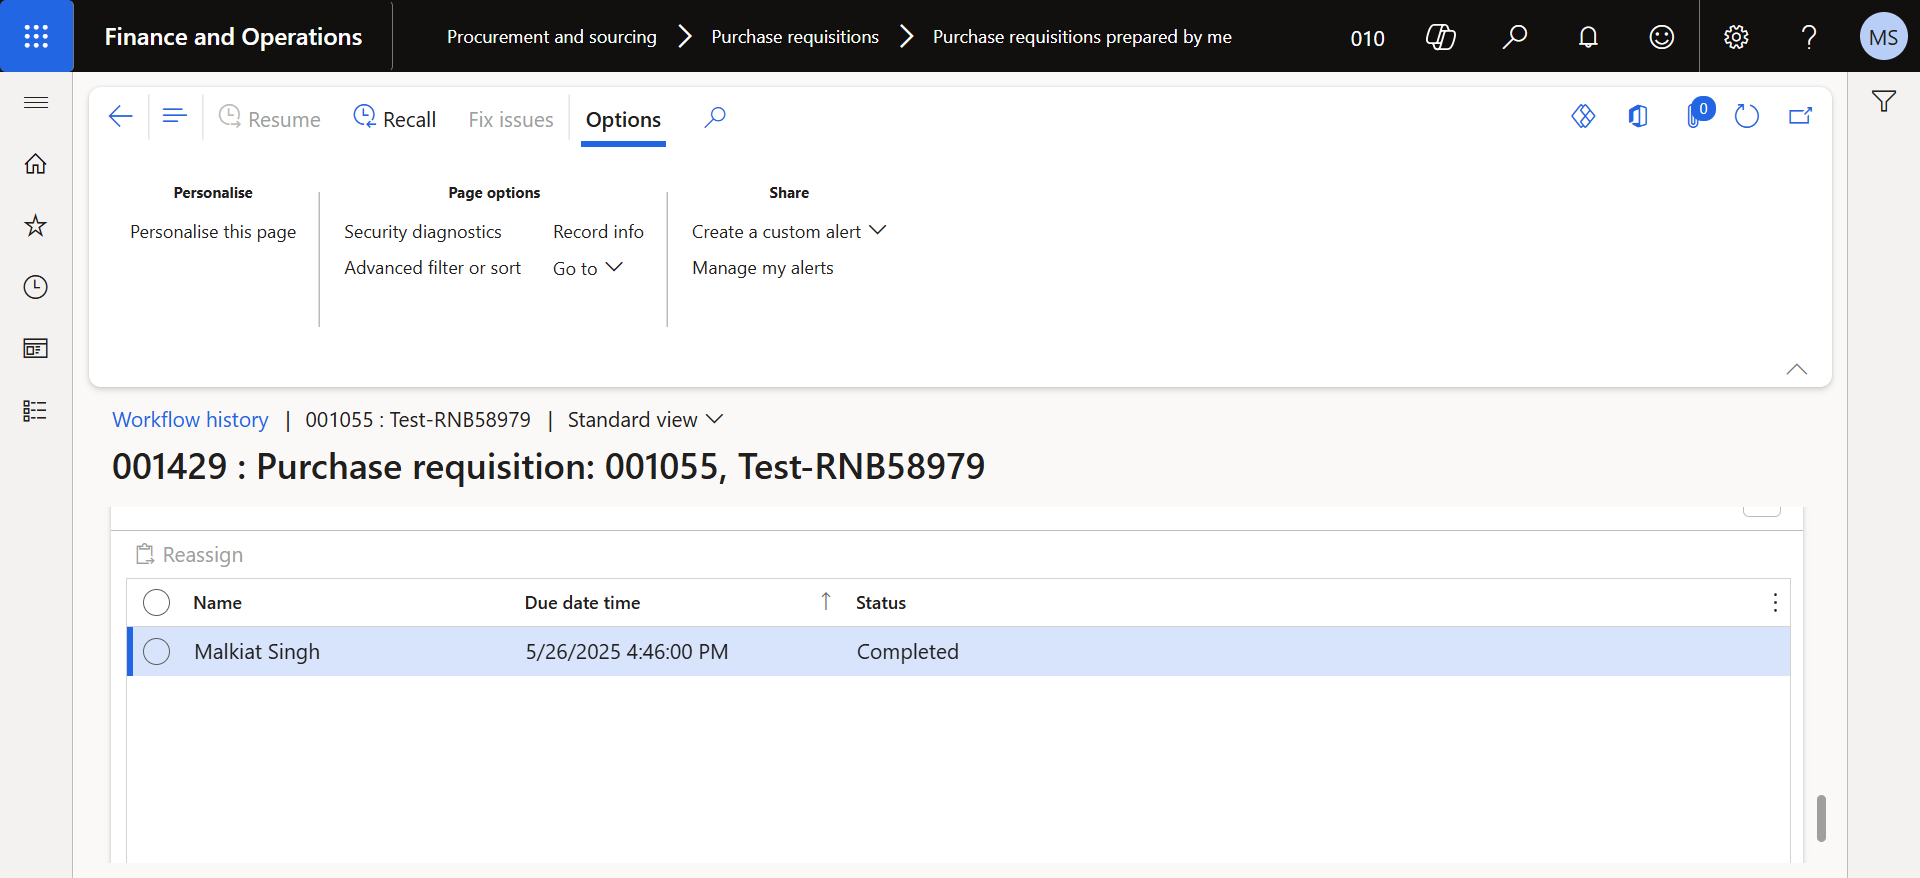 Finance and Operations
Procurement and sourcing
Purchase requisitions
Purchase requisitions prepared by me
010
MS
Resume
Recall
Fix issues
Options
0
Personalise
Personalise this page
Page options
Security diagnostics
Record info
Advanced filter or sort
Go to
Share
Create a custom alert
Manage my alerts
Workflow history | 001055 : Test-RNB58979 | Standard view
001429 : Purchase requisition: 001055, Test-RNB58979
Reassign
Name Due date time Status
Malkiat Singh 5/26/2025 4:46:00 PM Completed